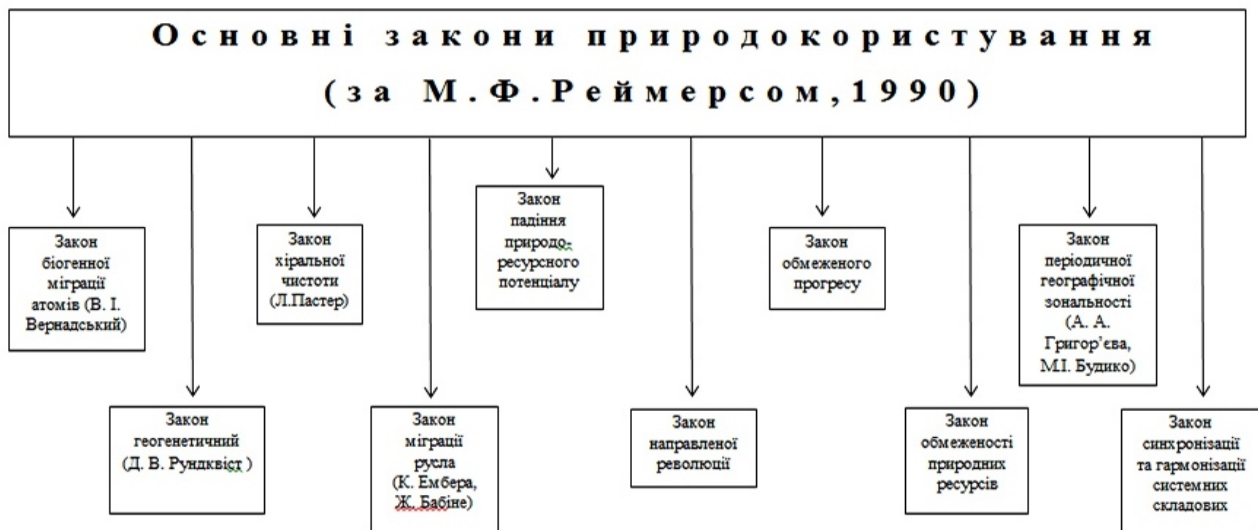 Основні закони природокористування
(за М.Ф.Реймерсом,1990)
Закон
біогенної
міграції
атомів (В. І.
Вернадський)
Закон
геогенетичний
(Д. В. Рундквіст )
Закон
хіральної
чистоти
(Л.Пастер)
Закон
міграції
русла
(К. Ембера,
Ж. Бабіне)
Закон
падіння
природо-
ресурсного
потенціалу
Закон
направленої
революції
Закон
обмеженого
прогресу
Закон
обмеженості
природних
ресурсів
Закон
періодичної
географічної
зональності
(А. А.
Григор’єва,
М.І. Будико)
Закон
синхронізації
та гармонізації
системних
складових